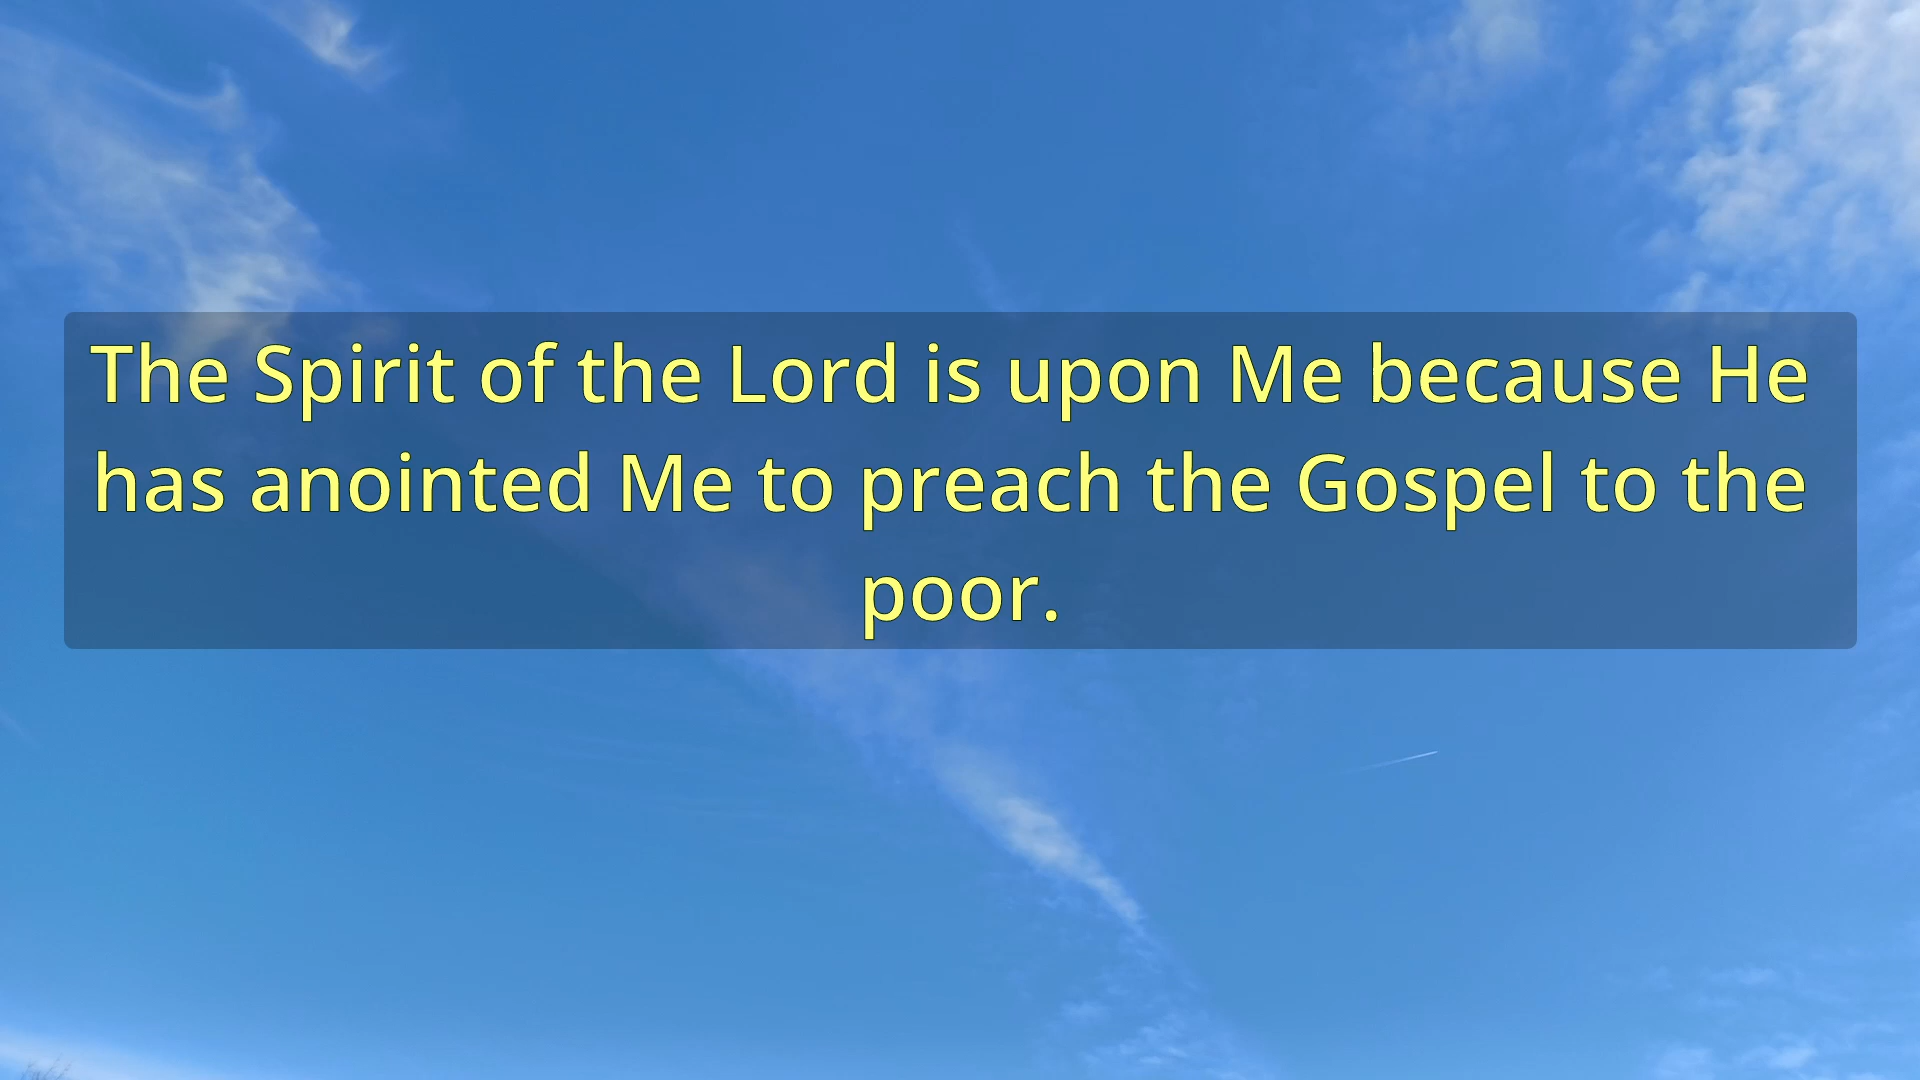 The Spirit of the Lord is upon Me because He
has anointed Me to preach the Gospel to the
poor.